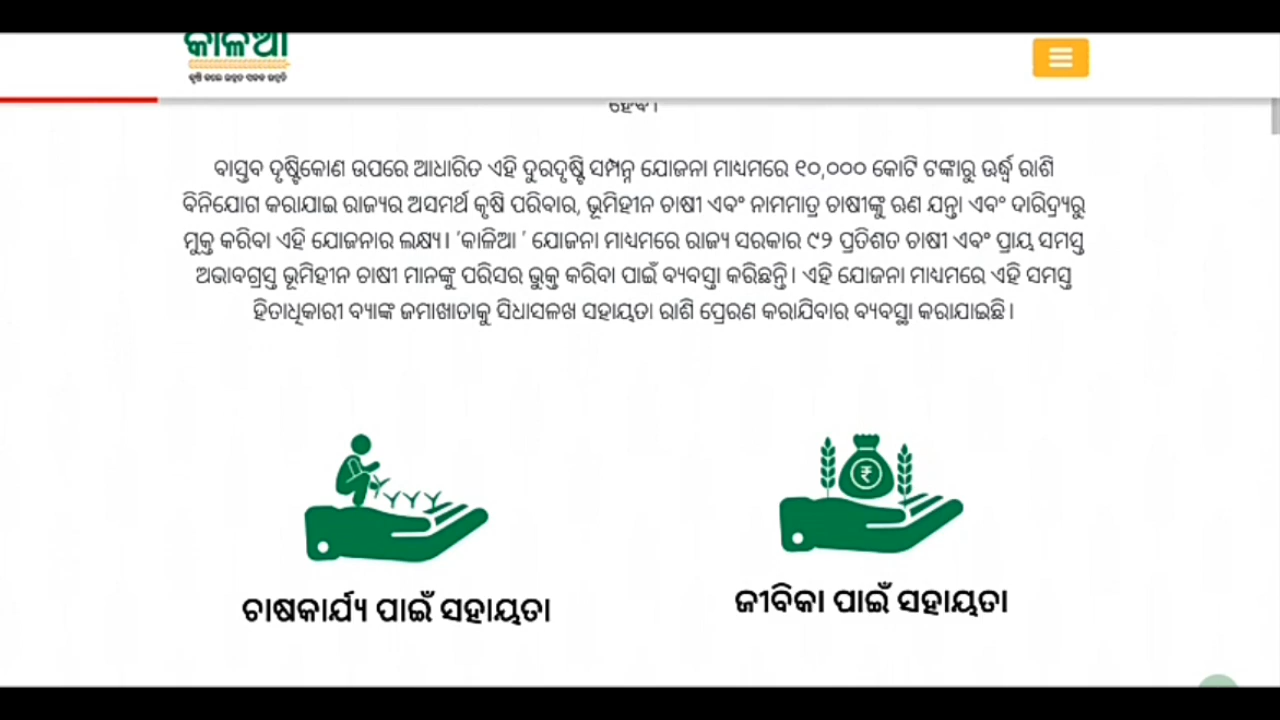 କାଳିଆ
ହେବ।
ବାସ୍ତବ ଦୃଷ୍ଟିକୋଣ ଉପରେ ଆଧାରିତ ଏହି ଦୁରଦୃଷ୍ଟି ସମ୍ପନ୍ନ ଯୋଜନା ମାଧ୍ୟମରେ ୧୦,୦୦୦ କୋଟି ଟଙ୍କାରୁ ଊର୍ଦ୍ଧ୍ୱ ରାଶି
ବିନିଯୋଗ କରାଯାଇ ରାଜ୍ୟର ଅସମର୍ଥ କୃଷି ପରିବାର, ଭୂମିହୀନ ଚାଷୀ ଏବଂ ନାମମାତ୍ର ଚାଷୀଙ୍କୁ ଋଣ ଯନ୍ତା ଏବଂ ଦାରିଦ୍ର୍ୟରୁ
ମୁକ୍ତ କରିବା ଏହି ଯୋଜନାର ଲକ୍ଷ୍ୟ। 'କାଳିଆ ' ଯୋଜନା ମାଧ୍ୟମରେ ରାଜ୍ୟ ସରକାର ୯୨ ପ୍ରତିଶତ ଚାଷୀ ଏବଂ ପ୍ରାୟ ସମସ୍ତ
ଅଭାବଗ୍ରସ୍ତ ଭୂମିହୀନ ଚାଷୀ ମାନଙ୍କୁ ପରିସର ଭୁକ୍ତ କରିବା ପାଇଁ ବ୍ୟବସ୍ତା କରିଛନ୍ତି। ଏହି ଯୋଜନା ମାଧ୍ୟମରେ ଏହି ସମସ୍ତ
ହିତାଧିକାରୀ ବ୍ୟାଙ୍କ ଜମାଖାତାକୁ ସିଧାସଳଖ ସହାୟତା ରାଶି ପ୍ରେରଣ କରାଯିବାର ବ୍ୟବସ୍ଥା କରାଯାଇଛି।
ଚାଷକାର୍ଯ୍ୟ ପାଇଁ ସହାୟତା
ଜୀବିକା ପାଇଁ ସହାୟତା